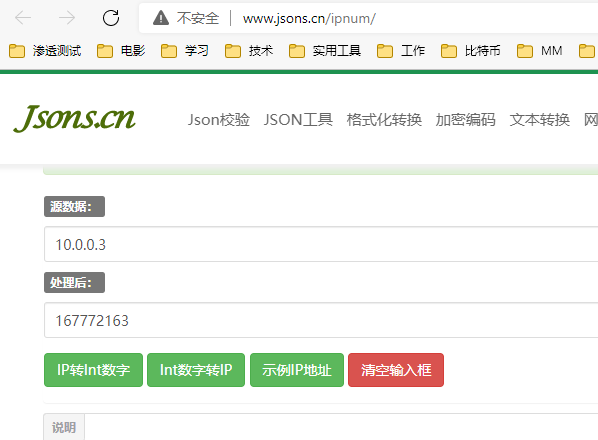 不安全 www.jsons.cn/ipnum/
渗透测试 电影 学习 技术 实用工具 工作 比特币 MM
Jsons.cn Json校验 JSON工具 格式化转换 加密编码 文本转换 网
源数据：
10.0.0.3
处理后：
167772163
IP转Int数字 Int数字转IP 示例IP地址 清空输入框
说明